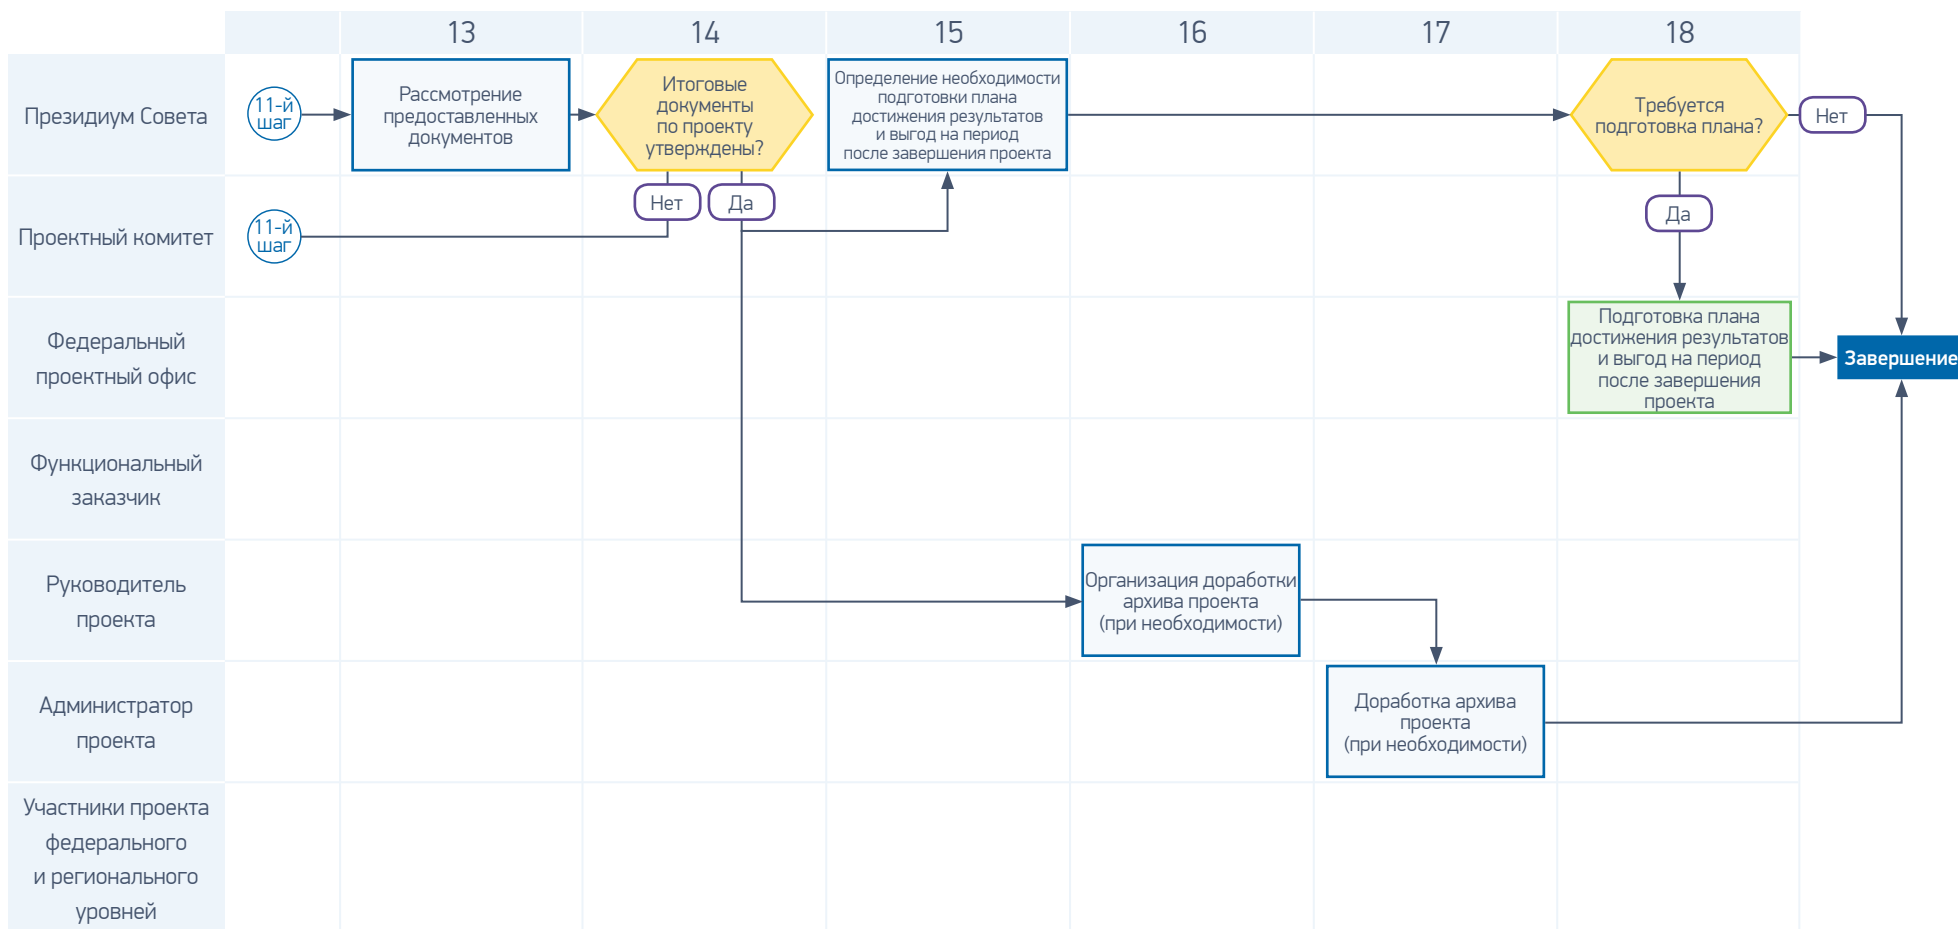 13
14
15
16
17
18
Президиум Совета
11-й
шаг
Рассмотрение
предоставленных
документов
Итоговые
документы
по проекту
утверждены?
Определение необходимости
подготовки плана
достижения результатов
и выгод на период
после завершения проекта
Требуется
подготовка плана?
Нет
Нет
Да
Проектный комитет
11-й
шаг
Да
Федеральный
проектный офис
Подготовка плана
достижения результатов
и выгод на период
после завершения
проекта
Завершение
Функциональный
заказчик
Руководитель
проекта
Организация доработки
архива проекта
(при необходимости)
Администратор
проекта
Доработка архива
проекта
(при необходимости)
Участники проекта
федерального
и регионального
уровней